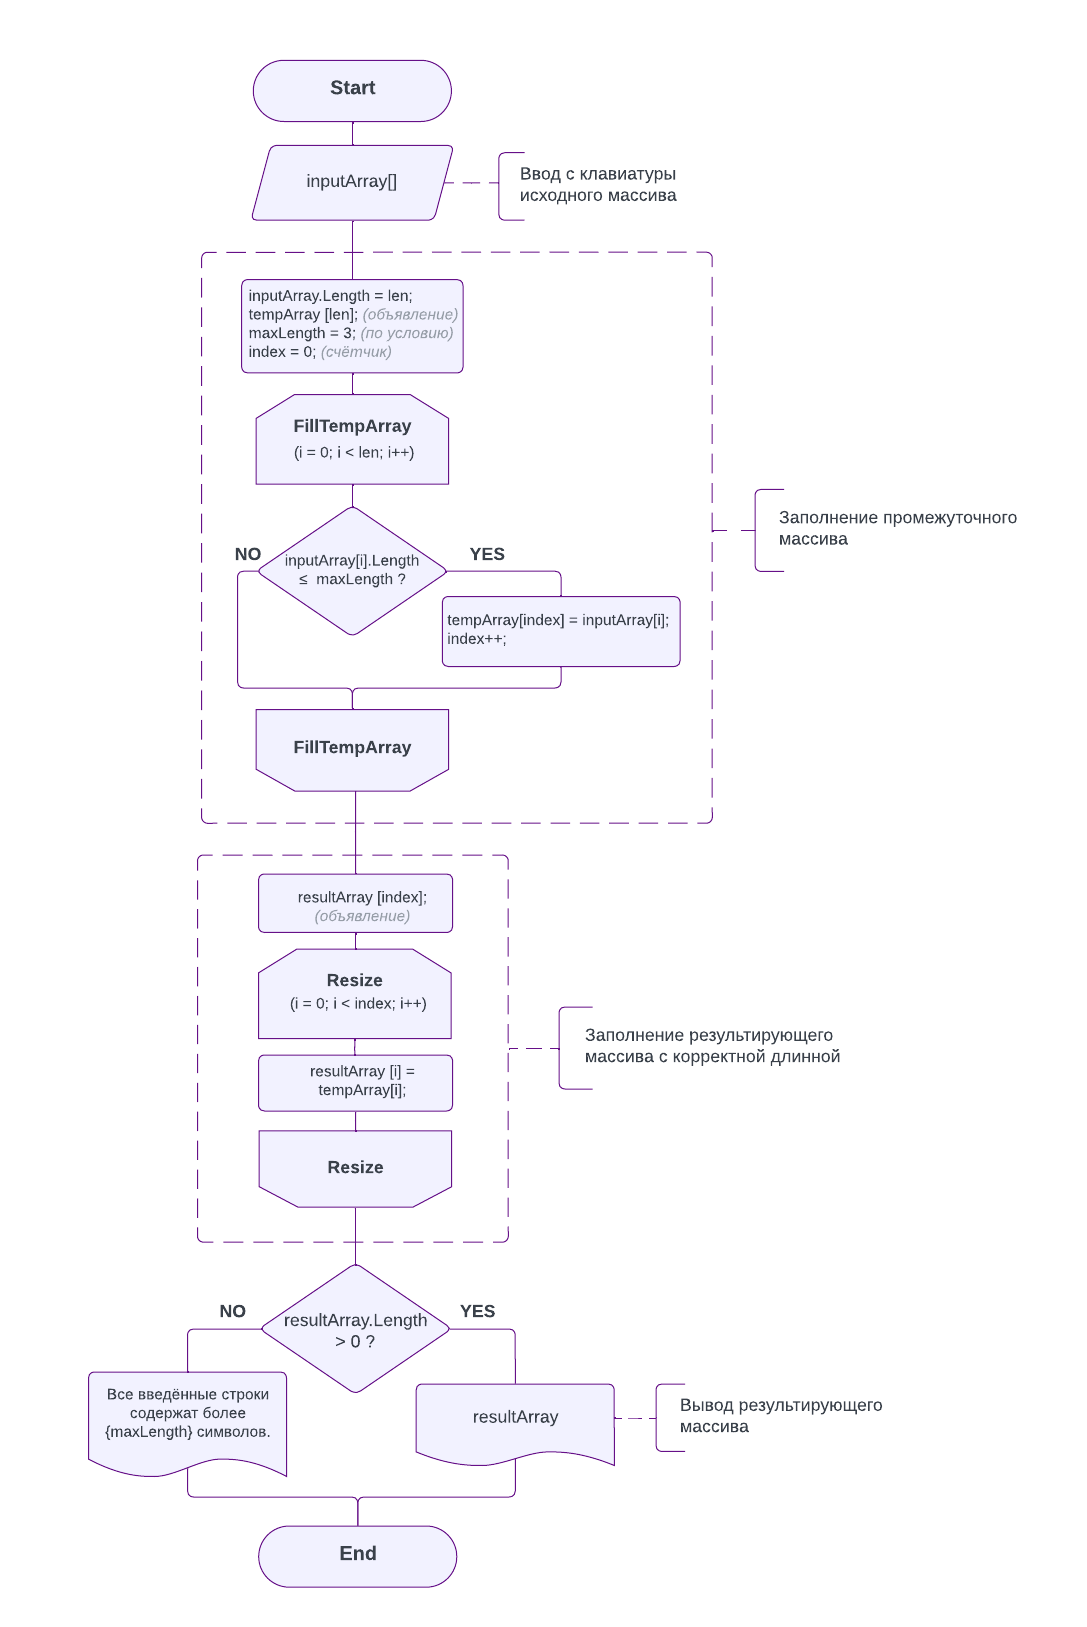 Start
inputArray[]
Ввод с клавиатуры
исходного массива
inputArray.Length = len;
tempArray [len]; (объявление)
maxLength = 3; (по условию)
index = 0; (счётчик)
FillTempArray
(i = 0; i < len; i++)
Заполнение промежуточного
массива
NO
YES
inputArray[i].Length
≤ maxLength ?
tempArray[index] = inputArray[i];
index++;
FillTempArray
resultArray [index];
(объявление)
Resize
(i = 0; i < index; i++)
Заполнение результирующего
массива с корректной длинной
resultArray [i] =
tempArray[i];
Resize
NO
YES
resultArray.Length
> 0 ?
Все введённые строки
содержат более
{maxLength} символов.
resultArray
Вывод результирующего
массива
End